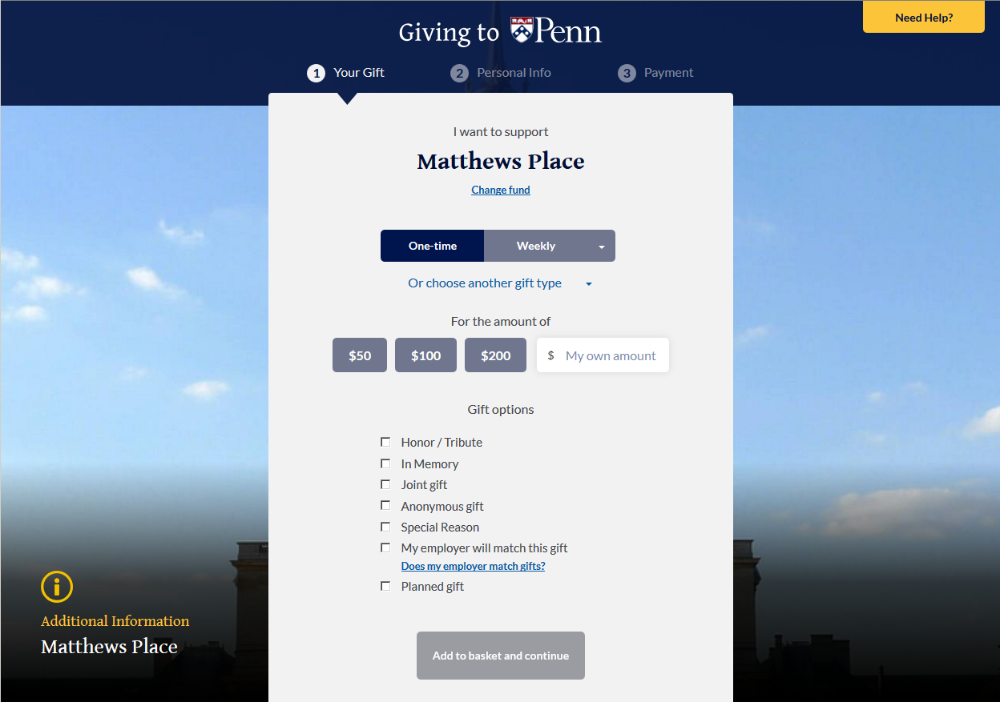 Need Help?
Giving to Penn
1 Your Gift 2 Personal Info 3 Payment
I want to support
Matthews Place
Change fund
One-time Weekly
Or choose another gift type
For the amount of
$50 $100 $200 $ My own amount
Gift options
Honor / Tribute
In Memory
Joint gift
Anonymous gift
Special Reason
My employer will match this gift
Does my employer match gifts?
Planned gift
Additional Information
Matthews Place
Add to basket and continue